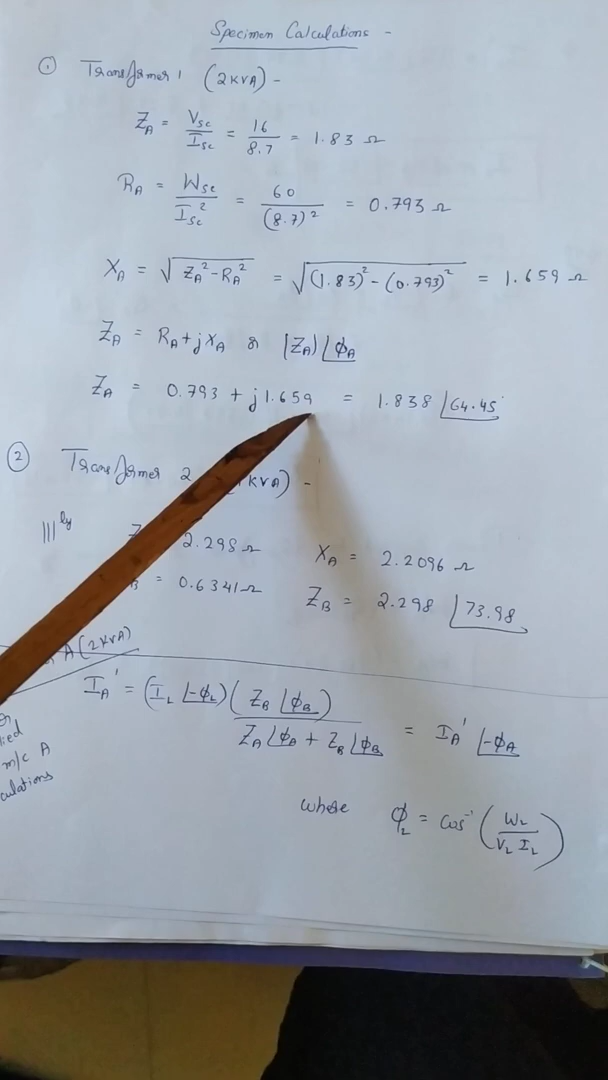 Specimen Calculations -
① Transformer 1 (2KVA) -
Z_A = V_sc / I_sc = 16 / 8.7 = 1.83 Ω
R_A = W_sc / I_sc² = 60 / (8.7)² = 0.793 Ω
X_A = √(Z_A² - R_A²) = √((1.83)² - (0.793)²) = 1.659 Ω
Z_A = R_A + jX_A or |Z_A| ∠ϕ_A
Z_A = 0.793 + j1.659 = 1.838 ∠64.45
② Transformer 2 KVA) -
|||ly 2.298 Ω X_A = 2.2096 Ω
= 0.6341 Ω Z_B = 2.298 ∠73.98
A (2KVA)
I_A' = (I_L ∠-ϕ_L) (Z_B ∠ϕ_B) / Z_A ∠ϕ_A + Z_B ∠ϕ_B = I_A' ∠-ϕ_A
m/c A
where ϕ_L = cos⁻¹ (W_L / V_L I_L)